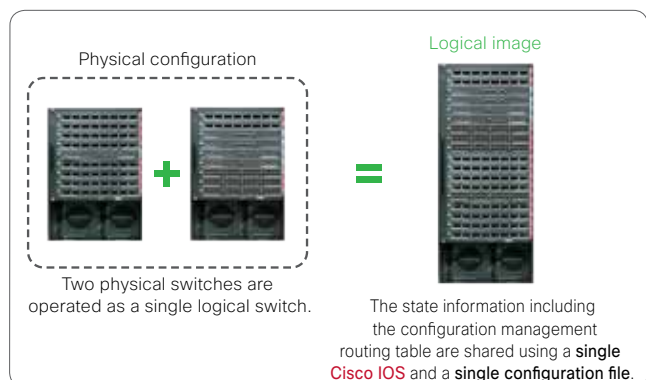 Physical configuration
Two physical switches are
operated as a single logical switch.
Logical image
The state information including
the configuration management
routing table are shared using a single
Cisco IOS and a single configuration file.